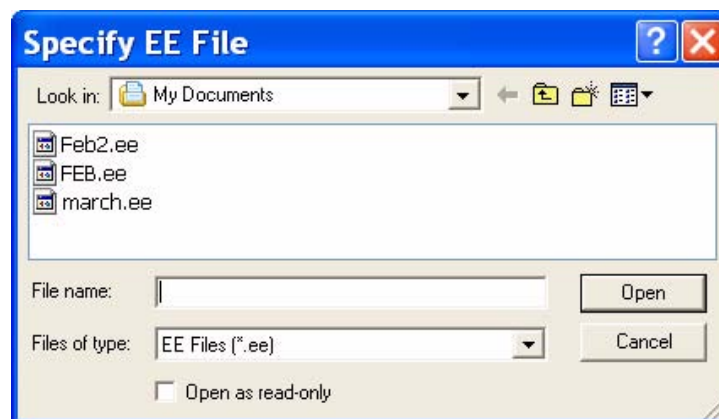 Specify EE File
Look in: My Documents
Feb2.ee
FEB.ee
march.ee
File name: Open
Files of type: EE Files (*.ee) Cancel
Open as read-only